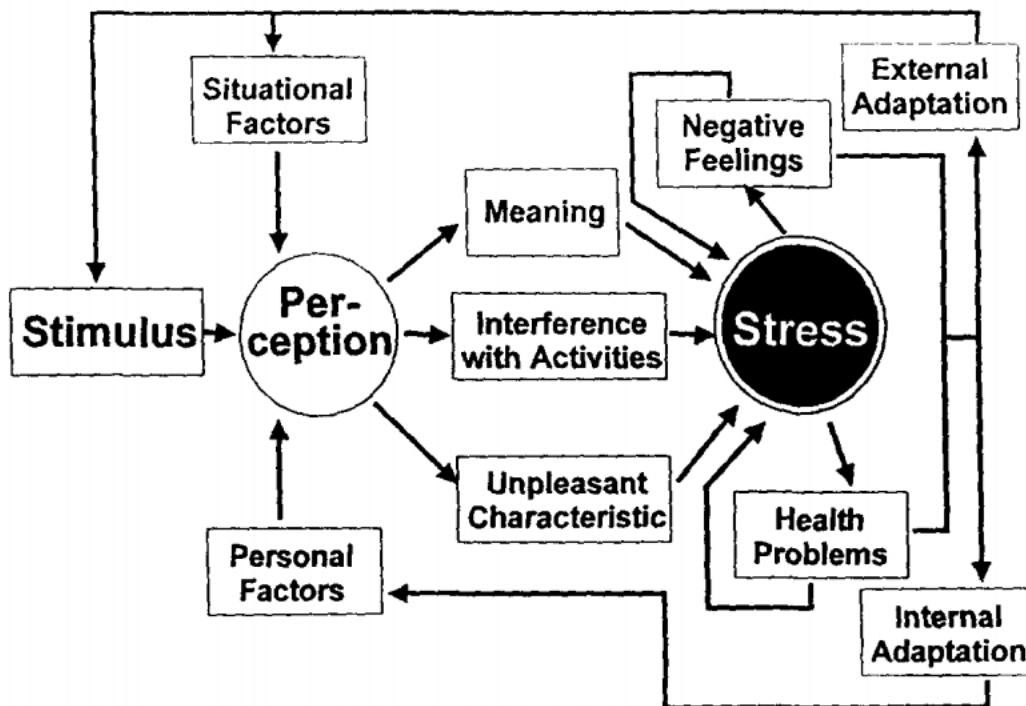 Situational
Factors
External
Adaptation
Negative
Feelings
Meaning
Stimulus
Per-
ception
Interference
with Activities
Stress
Unpleasant
Characteristic
Health
Problems
Personal
Factors
Internal
Adaptation